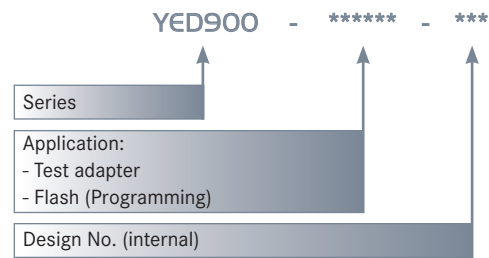 YED900 - ****** - ***
Series
Application:
- Test adapter
- Flash (Programming)
Design No. (internal)